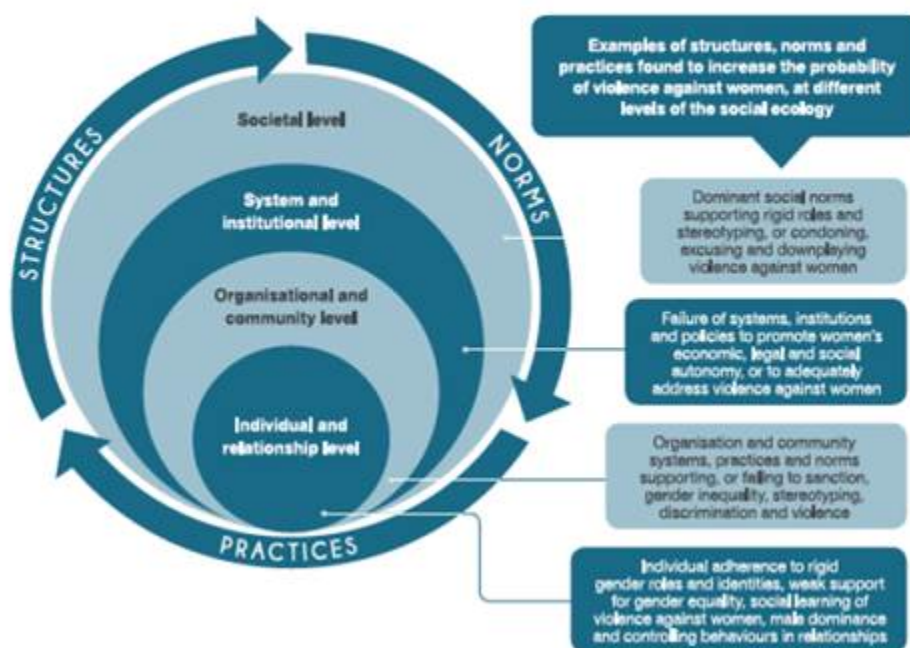 Examples of structures, norms and
practices found to increase the probability
of violence against women, at different
levels of the social ecology
STRUCTURES
NORMS
PRACTICES
Societal level
System and
institutional level
Organisational and
community level
Individual and
relationship level
Dominant social norms
supporting rigid roles and
stereotyping, or condoning,
excusing and downplaying
violence against women
Failure of systems, institutions
and policies to promote women's
economic, legal and social
autonomy, or to adequately
address violence against women
Organisation and community
systems, practices and norms
supporting, or failing to sanction,
gender inequality, stereotyping,
discrimination and violence
Individual adherence to rigid
gender roles and identities, weak support
for gender equality, social learning of
violence against women, male dominance
and controlling behaviours in relationships